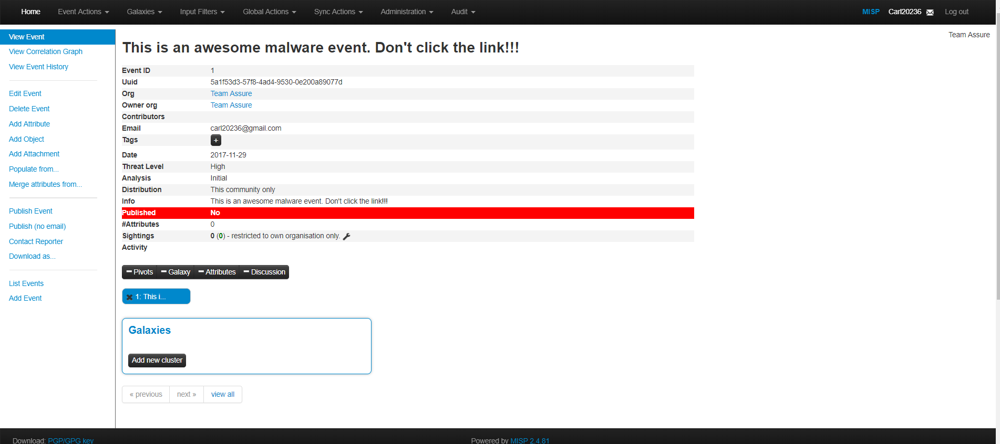 Home Event Actions Galaxies Input Filters Global Actions Sync Actions Administration Audit MISP Carl20236 Log out
Team Assure
View Event
View Correlation Graph
View Event History
Edit Event
Delete Event
Add Attribute
Add Object
Add Attachment
Populate from...
Merge attributes from...
Publish Event
Publish (no email)
Contact Reporter
Download as...
List Events
Add Event
This is an awesome malware event. Don't click the link!!!
Event ID 1
Uuid 5a1f53d3-57f8-4ad4-9530-0e200a89077d
Org Team Assure
Owner org Team Assure
Contributors
Email carl20236@gmail.com
Tags +
Date 2017-11-29
Threat Level High
Analysis Initial
Distribution This community only
Info This is an awesome malware event. Don't click the link!!!
Published No
#Attributes 0
Sightings 0 (0) - restricted to own organisation only.
Activity
Pivots Galaxy Attributes Discussion
1: This i...
Galaxies
Add new cluster
« previous next » view all
Download: PGP/GPG key Powered by MISP 2.4.81